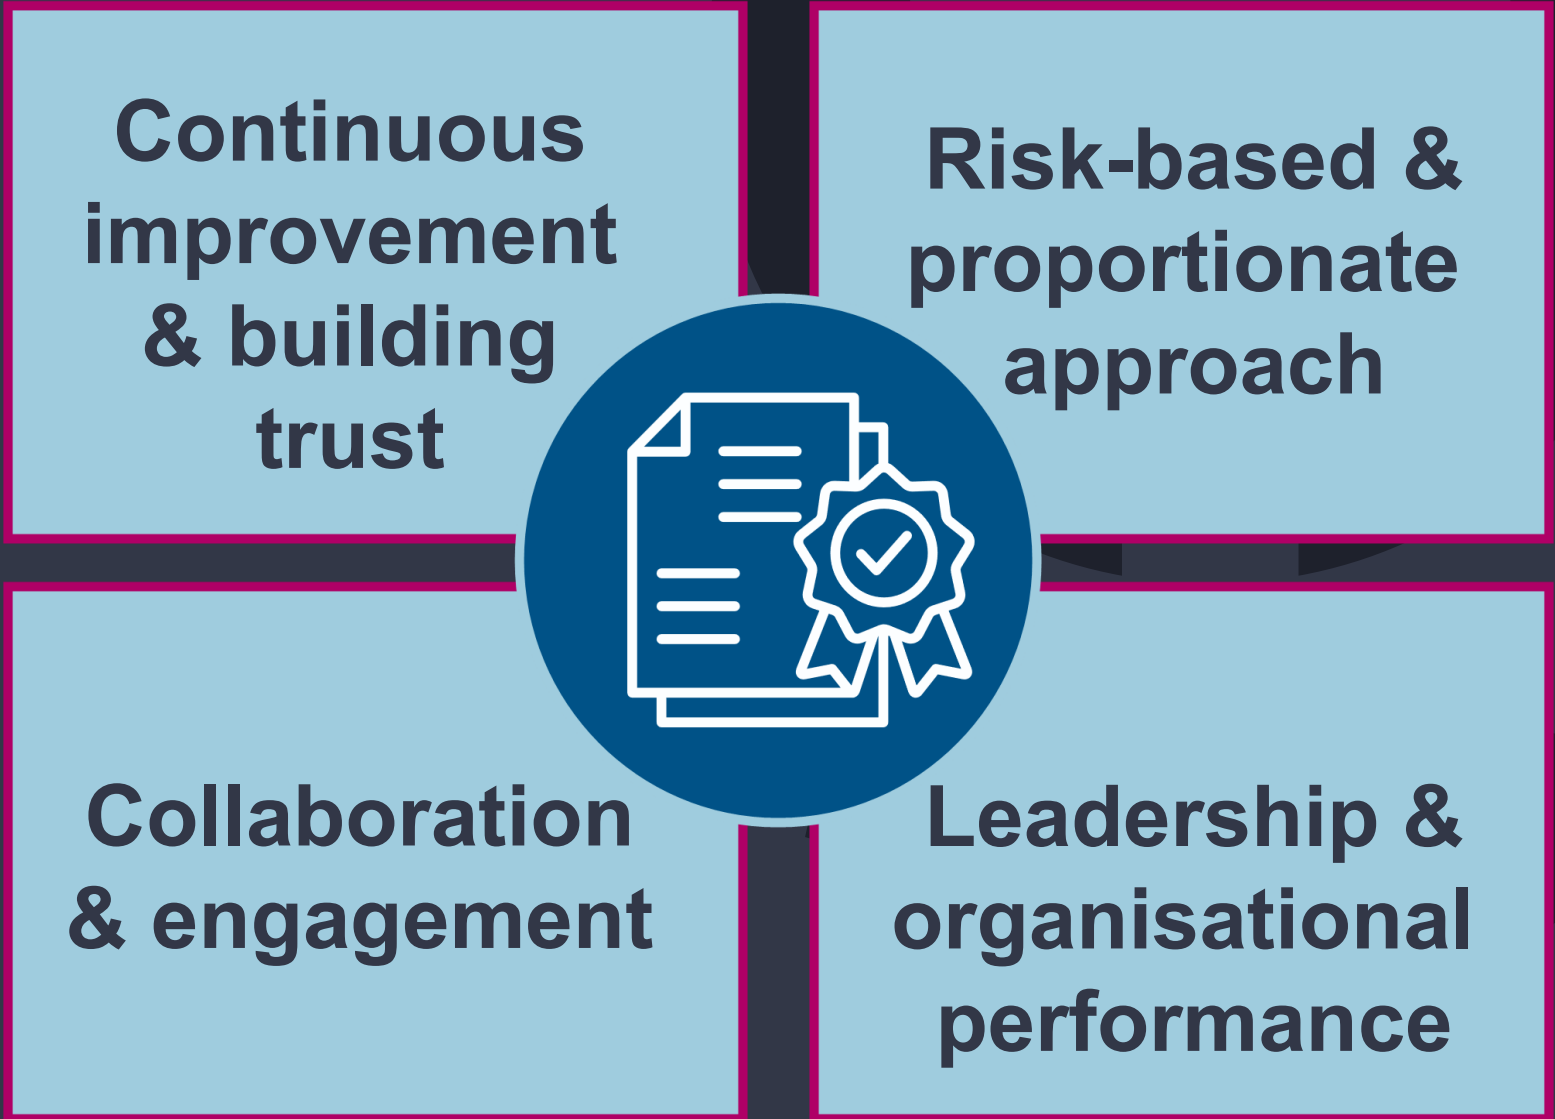 Continuous
improvement
& building
trust
Risk-based &
proportionate
approach
Collaboration
& engagement
Leadership &
organisational
performance